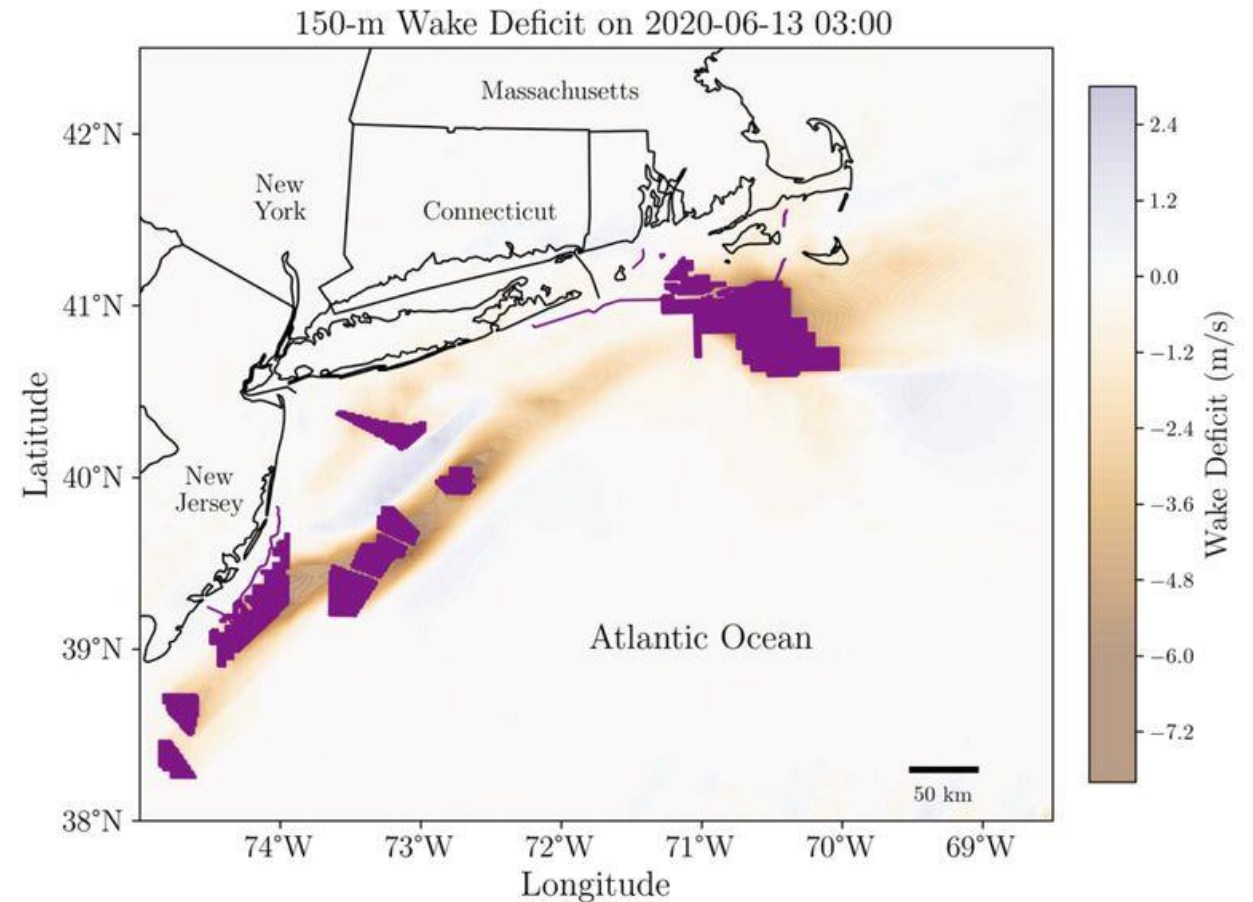 150-m Wake Deficit on 2020-06-13 03:00
Massachusetts
New
York
Connecticut
New
Jersey
Atlantic Ocean
50 km
42°N
41°N
40°N
39°N
38°N
Latitude
74°W
73°W
72°W
71°W
70°W
69°W
Longitude
2.4
1.2
0.0
−1.2
−2.4
−3.6
−4.8
−6.0
−7.2
Wake Deficit (m/s)